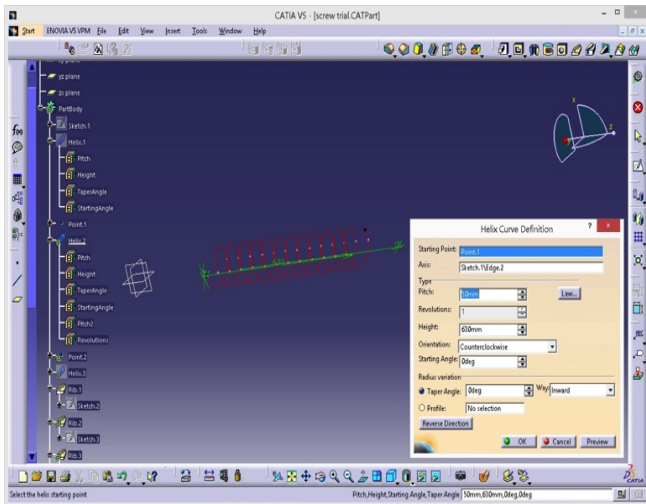 CATIA V5 - [screw trial.CATPart]
Start ENOVIA V5 VPM File Edit View Insert Tools Window Help
yz plane
zx plane
PartBody
Sketch.1
Helix.1
Pitch
Height
TaperAngle
StartingAngle
Point.1
Helix.2
Pitch
Height
TaperAngle
StartingAngle
Pitch2
Revolutions
Point.2
Helix.3
Rib.1
Sketch.2
Rib.2
Sketch.3
Rib.3
x
z
Helix Curve Definition ?
Starting Point: Point.1
Axis: Sketch.1\Edge.2
Type
Pitch: Law...
Revolutions: 1
Height: 630mm
Orientation: Counterclockwise
Starting Angle: 0deg
Radius variation
Taper Angle: 0deg Way: Inward
Profile: No selection
Reverse Direction
OK Cancel Preview
Select the helix starting point
Pitch,Height,Starting Angle,Taper Angle 50mm,630mm,0deg,0deg
CATIA